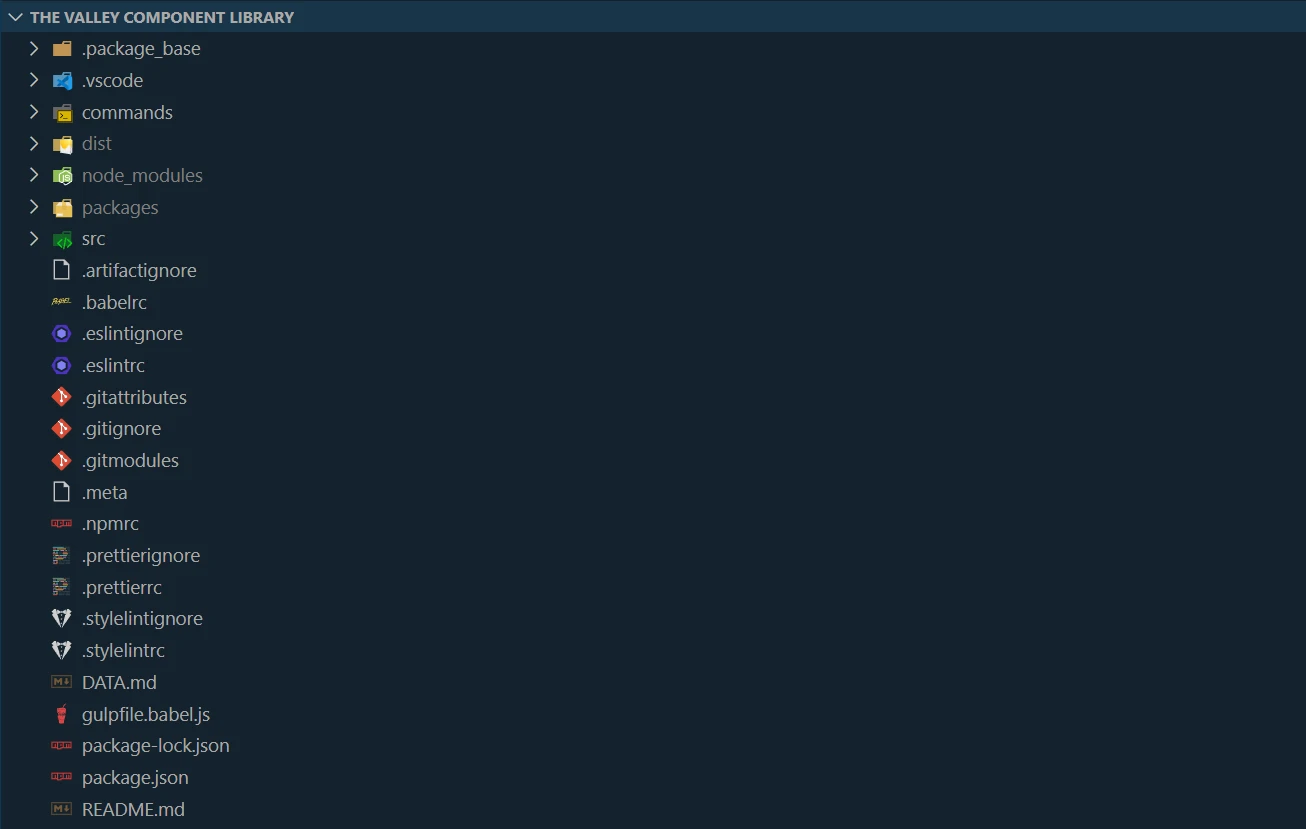 THE VALLEY COMPONENT LIBRARY
.package_base
.vscode
commands
dist
node_modules
packages
src
.artifactignore
.babelrc
.eslintignore
.eslintrc
.gitattributes
.gitignore
.gitmodules
.meta
.npmrc
.prettierignore
.prettierrc
.stylelintignore
.stylelintrc
DATA.md
gulpfile.babel.js
package-lock.json
package.json
README.md